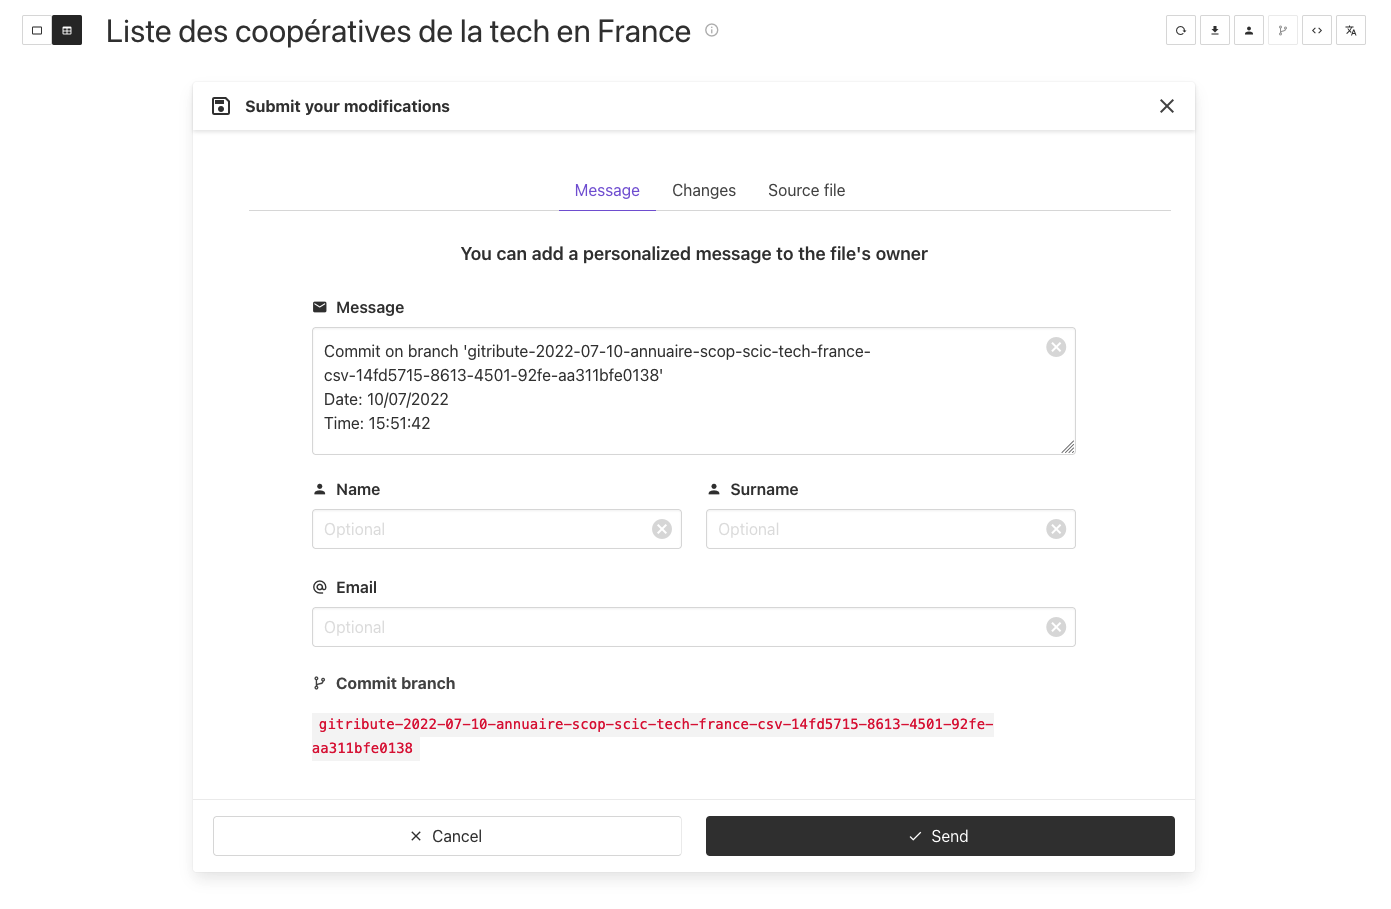 Liste des coopératives de la tech en France
Submit your modifications
Message Changes Source file
You can add a personalized message to the file's owner
Message
Commit on branch 'gitribute-2022-07-10-annuaire-scop-scic-tech-france-
csv-14fd5715-8613-4501-92fe-aa311bfe0138'
Date: 10/07/2022
Time: 15:51:42
Name Surname
Optional Optional
Email
Optional
Commit branch
gitribute-2022-07-10-annuaire-scop-scic-tech-france-csv-14fd5715-8613-4501-92fe-
aa311bfe0138
Cancel Send